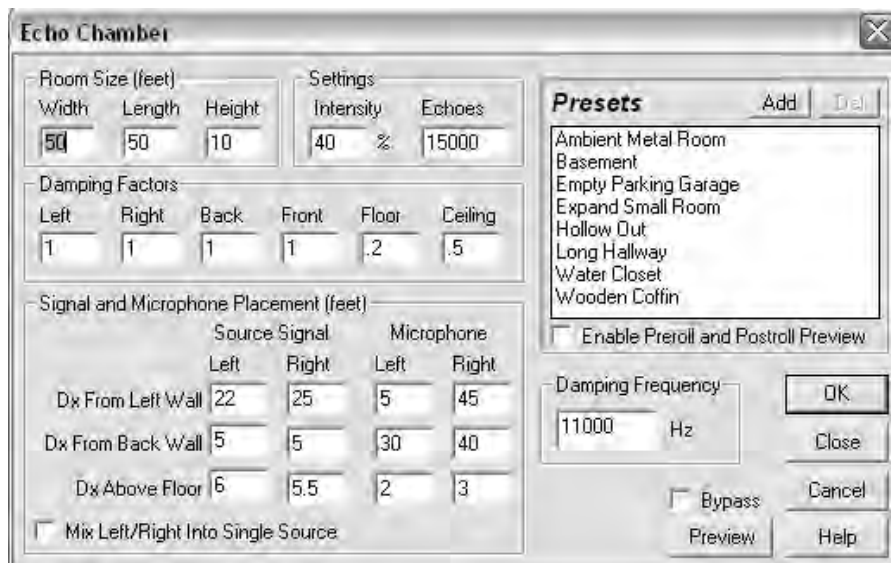 Echo Chamber
Room Size (feet)
Width Length Height
50 50 10
Settings
Intensity Echoes
40 % 15000
Damping Factors
Left Right Back Front Floor Ceiling
1 1 1 1 .2 .5
Signal and Microphone Placement (feet)
Source Signal Microphone
Left Right Left Right
Dx From Left Wall 22 25 5 45
Dx From Back Wall 5 5 30 40
Dx Above Floor 6 5.5 2 3
Mix Left/Right Into Single Source
Presets Add Del
Ambient Metal Room
Basement
Empty Parking Garage
Expand Small Room
Hollow Out
Long Hallway
Water Closet
Wooden Coffin
Enable Preroll and Postroll Preview
Damping Frequency
11000 Hz
OK
Close
Cancel
Bypass
Preview Help